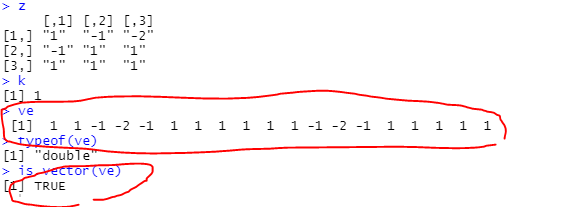 > z
[,1] [,2] [,3]
[1,] "1" "-1" "-2"
[2,] "-1" "1" "1"
[3,] "1" "1" "1"
> k
[1] 1
> ve
[1] 1 1 -1 -2 -1 1 1 1 1 1 1 -1 -2 -1 1 1 1 1 1
> typeof(ve)
[1] "double"
> is.vector(ve)
[1] TRUE